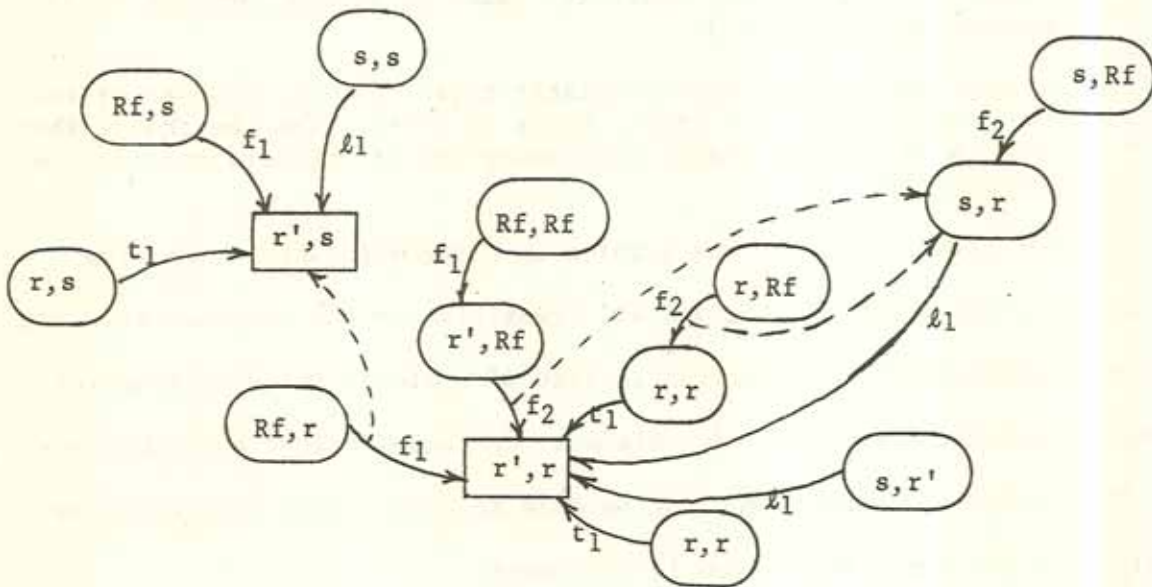 s,s
s,Rf
Rf,s
f₂
f₁
ℓ1
s,r
r',s
Rf,Rf
t₁
f₁
r,s
f₂
r,Rf
r',Rf
ℓ1
r,r
t₁
f₂
Rf,r
f₁
r',r
s,r'
ℓ1
t₁
r,r